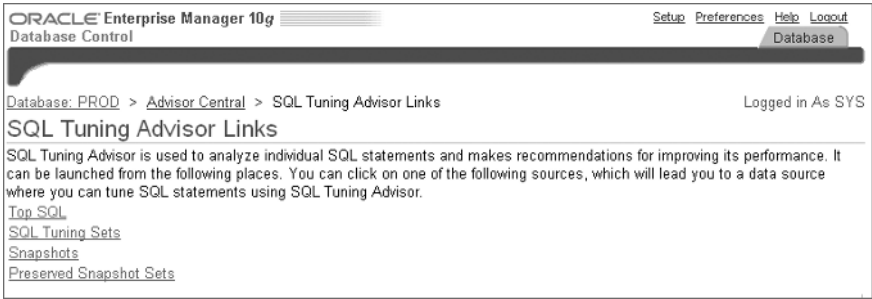 ORACLE Enterprise Manager 10g
Setup Preferences Help Logout
Database Control
Database
Database: PROD > Advisor Central > SQL Tuning Advisor Links
Logged in As SYS
SQL Tuning Advisor Links
SQL Tuning Advisor is used to analyze individual SQL statements and makes recommendations for improving its performance. It
can be launched from the following places. You can click on one of the following sources, which will lead you to a data source
where you can tune SQL statements using SQL Tuning Advisor.
Top SQL
SQL Tuning Sets
Snapshots
Preserved Snapshot Sets